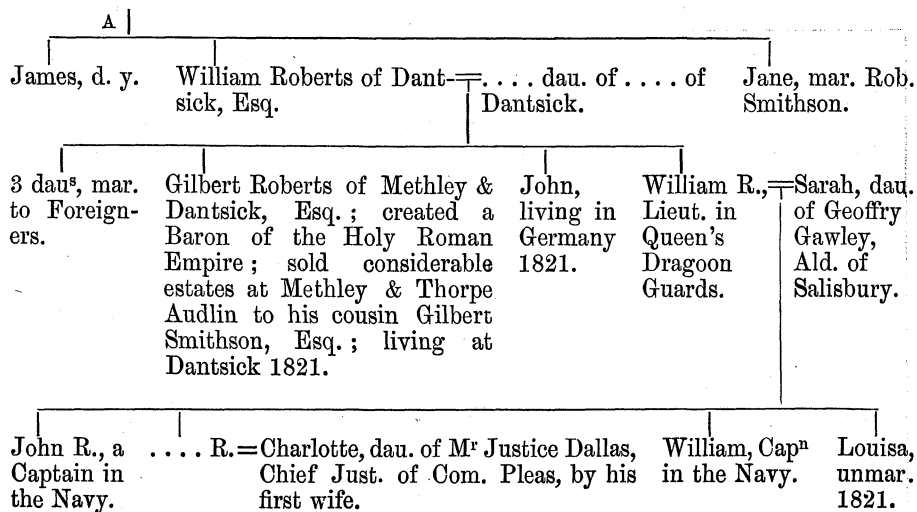 A
James, d. y.
William Roberts of Dant-
sick, Esq.
. . . . dau. of . . . . of
Dantsick.
Jane, mar. Rob.
Smithson.
3 dauˢ, mar.
to Foreign-
ers.
Gilbert Roberts of Methley &
Dantsick, Esq. ; created a
Baron of the Holy Roman
Empire ; sold considerable
estates at Methley & Thorpe
Audlin to his cousin Gilbert
Smithson, Esq. ; living at
Dantsick 1821.
John,
living in
Germany
1821.
William R.,
Lieut. in
Queen's
Dragoon
Guards.
Sarah, dau.
of Geoffry
Gawley,
Ald. of
Salisbury.
John R., a
Captain in
the Navy.
. . . . R.=Charlotte, dau. of Mʳ Justice Dallas,
Chief Just. of Com. Pleas, by his
first wife.
William, Capⁿ
in the Navy.
Louisa,
unmar.
1821.